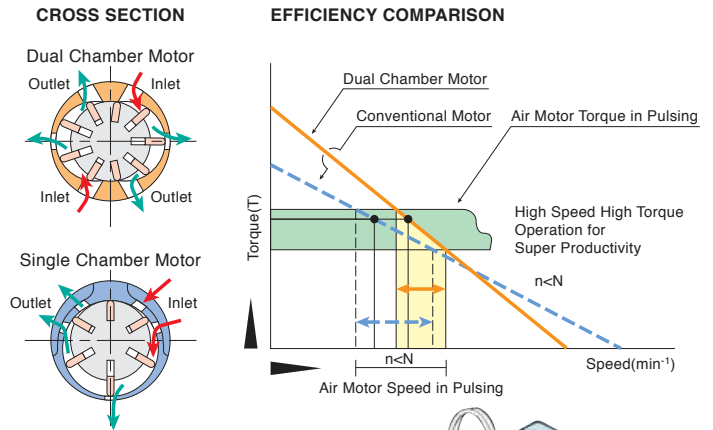 CROSS SECTION
Dual Chamber Motor
Outlet
Inlet
Inlet
Outlet
Single Chamber Motor
Outlet
Inlet
EFFICIENCY COMPARISON
Dual Chamber Motor
Conventional Motor
Air Motor Torque in Pulsing
Torque(T)
High Speed High Torque
Operation for
Super Productivity
n<N
n<N
Speed(min-1)
Air Motor Speed in Pulsing